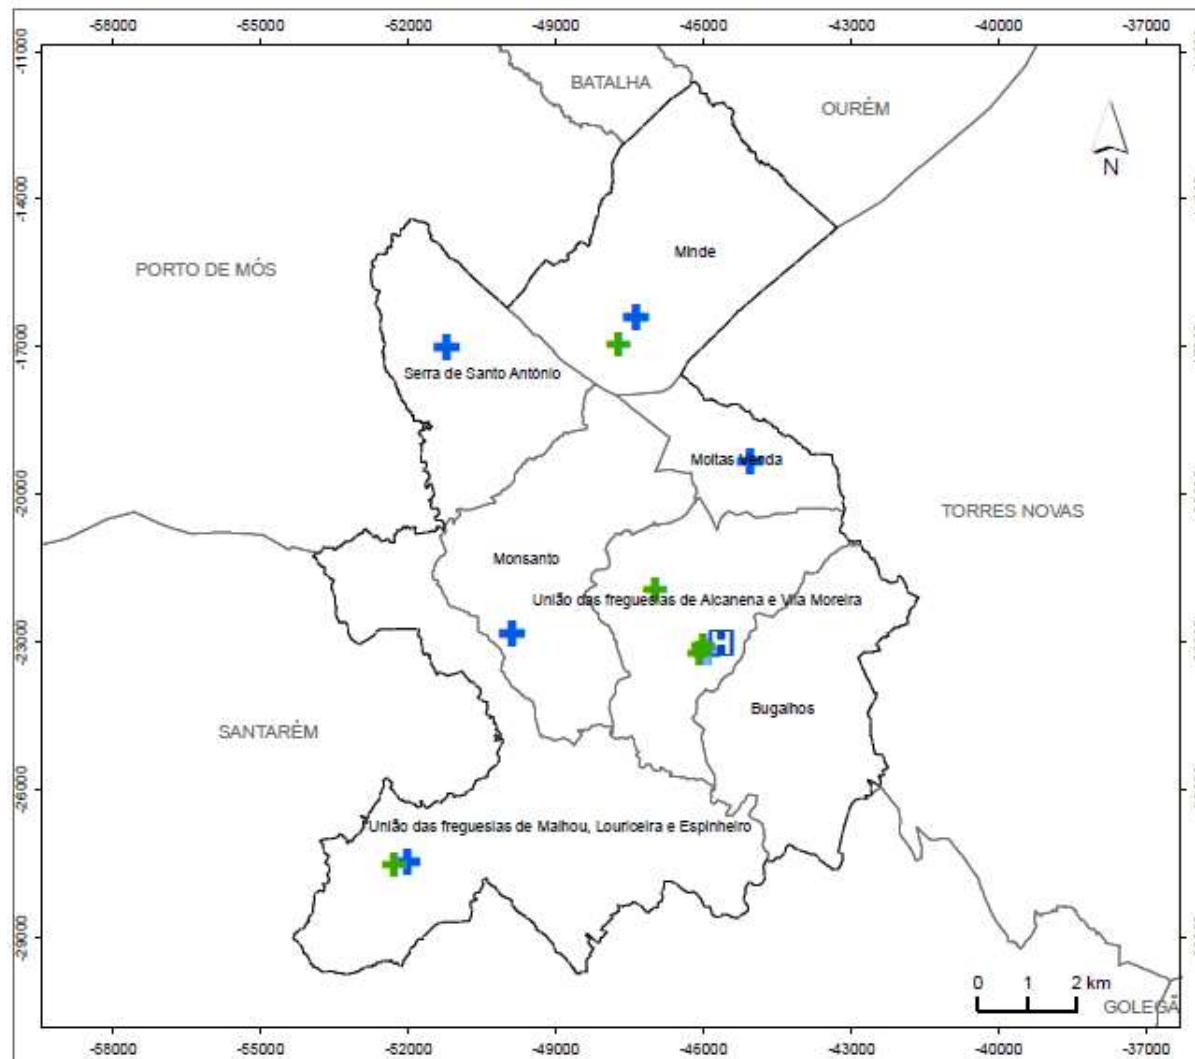 -58000 -55000 -52000 -49000 -46000 -43000 -40000 -37000
-11000
BATALHA
OURÉM
N
-14000
Minde
PORTO DE MÓS
-17000
Serra de Santo António
Moitas Venda
-20000
TORRES NOVAS
Monsanto
União das freguesias de Alcanena e Vila Moreira
-23000
H
Bugalhos
SANTARÉM
-26000
União das freguesias de Malhou, Louriceira e Espinheiro
-29000
0 1 2 km
GOLEGÃ
-58000 -55000 -52000 -49000 -46000 -43000 -40000 -37000